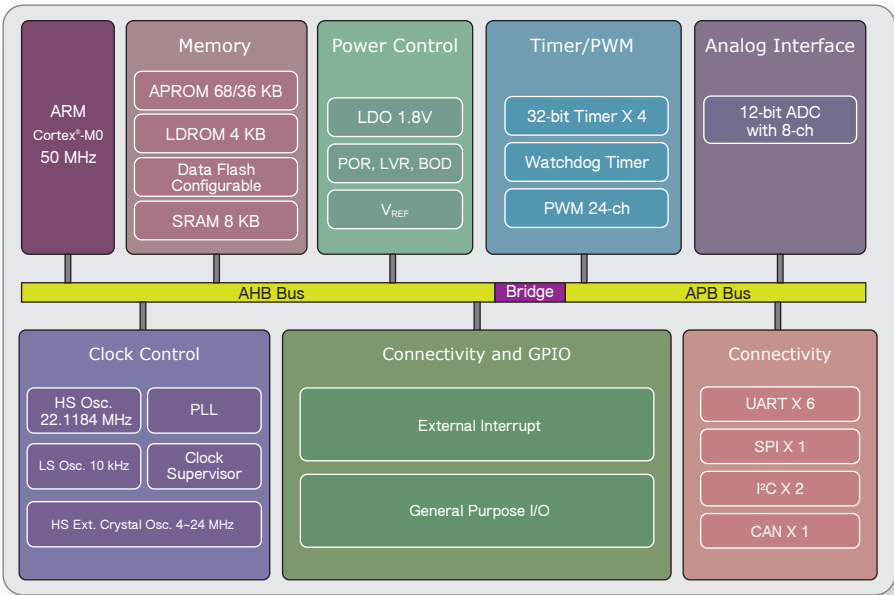 ARM
Cortex®-M0
50 MHz
Memory
APROM 68/36 KB
LDROM 4 KB
Data Flash
Configurable
SRAM 8 KB
Power Control
LDO 1.8V
POR, LVR, BOD
VREF
Timer/PWM
32-bit Timer X 4
Watchdog Timer
PWM 24-ch
Analog Interface
12-bit ADC
with 8-ch
AHB Bus
Bridge
APB Bus
Clock Control
HS Osc.
22.1184 MHz
PLL
LS Osc. 10 kHz
Clock
Supervisor
HS Ext. Crystal Osc. 4~24 MHz
Connectivity and GPIO
External Interrupt
General Purpose I/O
Connectivity
UART X 6
SPI X 1
I²C X 2
CAN X 1